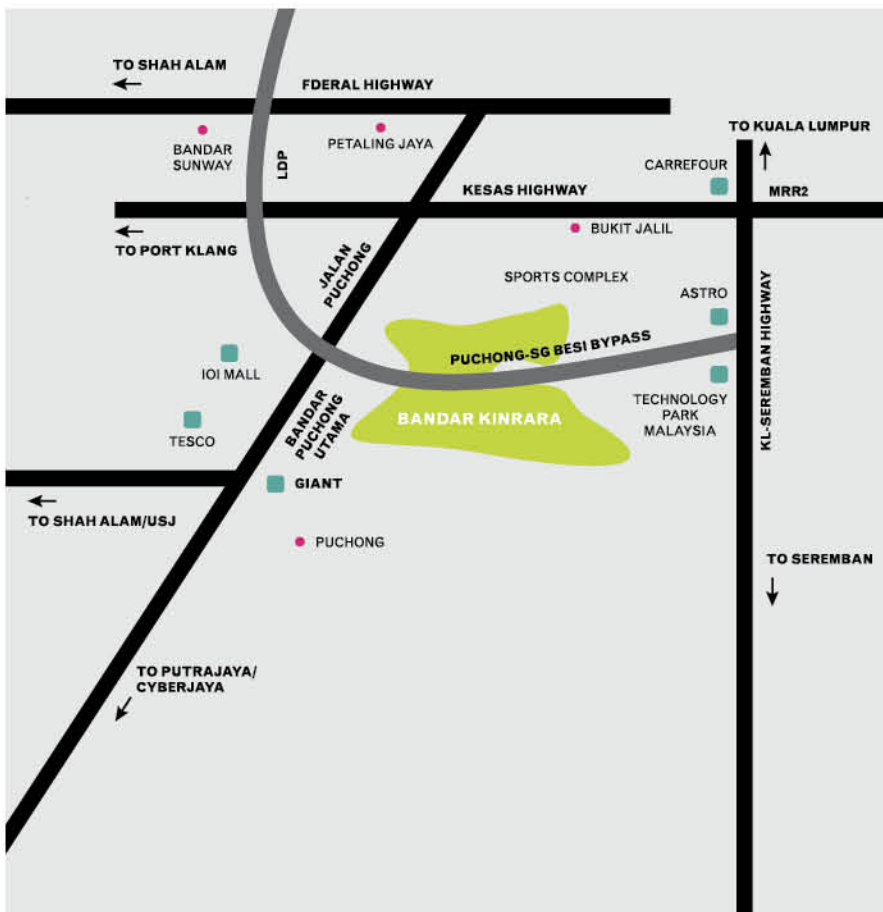 TO SHAH ALAM
FDERAL HIGHWAY
TO KUALA LUMPUR
BANDAR
SUNWAY
PETALING JAYA
LDP
CARREFOUR
KESAS HIGHWAY
MRR2
TO PORT KLANG
JALAN
PUCHONG
BUKIT JALIL
SPORTS COMPLEX
ASTRO
KL-SEREMBAN HIGHWAY
PUCHONG-SG BESI BYPASS
IOI MALL
TECHNOLOGY
PARK
MALAYSIA
BANDAR
PUCHONG
UTAMA
BANDAR KINRARA
TESCO
GIANT
TO SHAH ALAM/USJ
PUCHONG
TO SEREMBAN
TO PUTRAJAYA/
CYBERJAYA